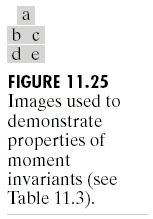 a
b c
d e
FIGURE 11.25
Images used to
demonstrate
properties of
moment
invariants (see
Table 11.3).